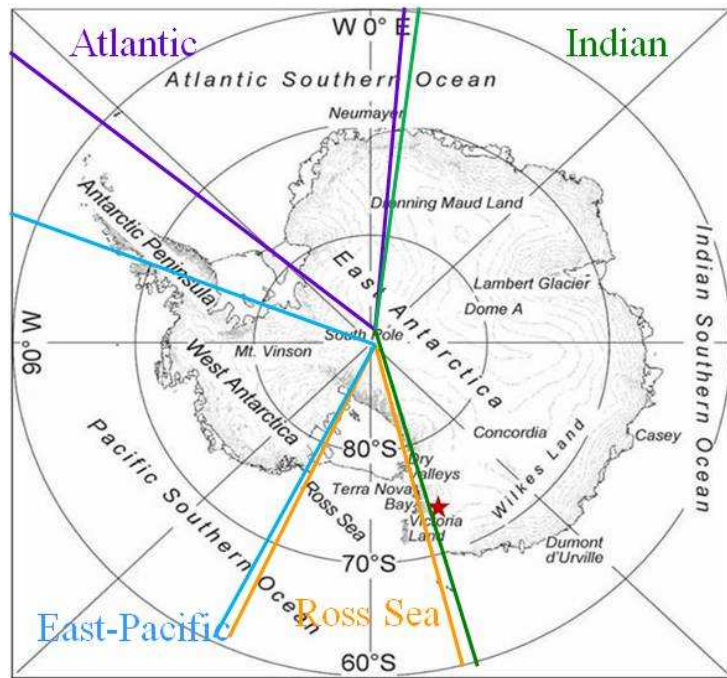 W 0° E
Atlantic
Indian
Atlantic Southern Ocean
Neumayer
Dronning Maud Land
Antarctic Peninsula
East Antarctica
Lambert Glacier
Dome A
Indian Southern Ocean
South Pole
90° W
Mt. Vinson
West Antarctica
80°S
Concordia
Casey
Dry
Valleys
Wilkes Land
Pacific Southern Ocean
Ross Sea
Terra Nova
Bay
Victoria
Land
70°S
Dumont
d'Urville
East-Pacific
Ross Sea
60°S